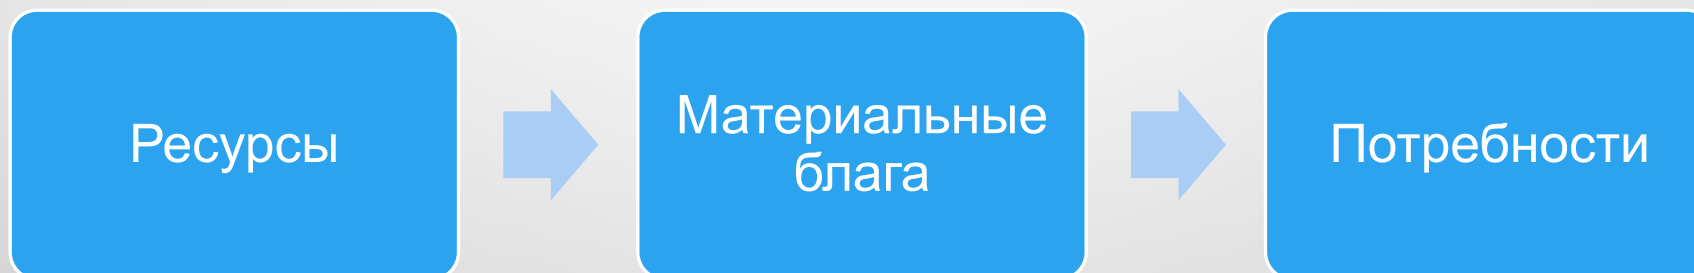 Ресурсы
Материальные
блага
Потребности